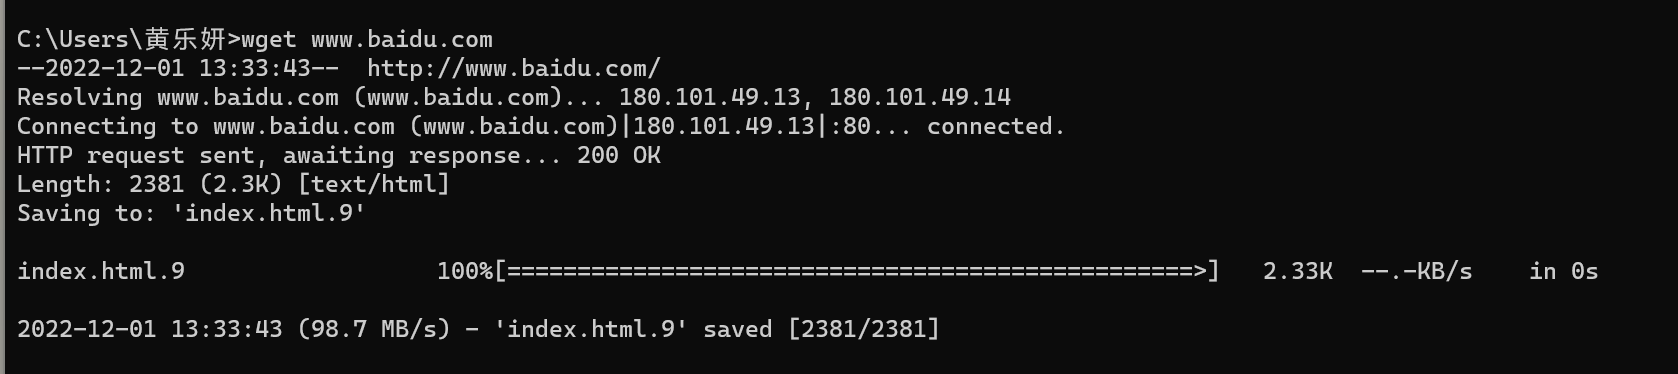 C:\Users\黄乐妍>wget www.baidu.com
--2022-12-01 13:33:43--  http://www.baidu.com/
Resolving www.baidu.com (www.baidu.com)... 180.101.49.13, 180.101.49.14
Connecting to www.baidu.com (www.baidu.com)|180.101.49.13|:80... connected.
HTTP request sent, awaiting response... 200 OK
Length: 2381 (2.3K) [text/html]
Saving to: 'index.html.9'
index.html.9                  100%[=================================================>]   2.33K  --.-KB/s    in 0s
2022-12-01 13:33:43 (98.7 MB/s) - 'index.html.9' saved [2381/2381]